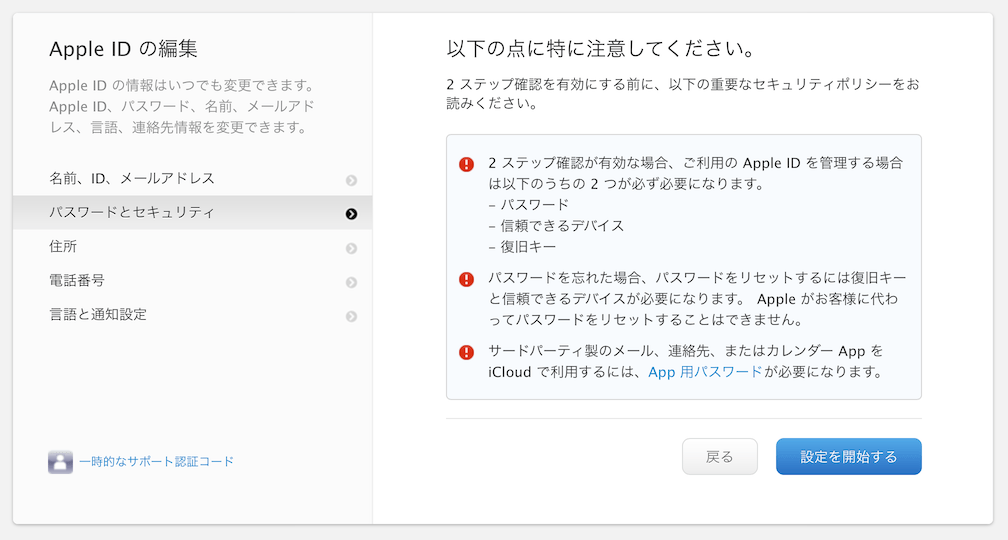 Apple ID の編集
Apple ID の情報はいつでも変更できます。
Apple ID、パスワード、名前、メールアド
レス、言語、連絡先情報を変更できます。
名前、ID、メールアドレス
パスワードとセキュリティ
住所
電話番号
言語と通知設定
一時的なサポート認証コード
以下の点に特に注意してください。
2 ステップ確認を有効にする前に、以下の重要なセキュリティポリシーをお
読みください。
2 ステップ確認が有効な場合、ご利用の Apple ID を管理する場合
は以下のうちの 2 つが必ず必要になります。
– パスワード
– 信頼できるデバイス
– 復旧キー
パスワードを忘れた場合、パスワードをリセットするには復旧キー
と信頼できるデバイスが必要になります。 Apple がお客様に代わ
ってパスワードをリセットすることはできません。
サードパーティ製のメール、連絡先、またはカレンダー App を
iCloud で利用するには、App 用パスワードが必要になります。
戻る
設定を開始する